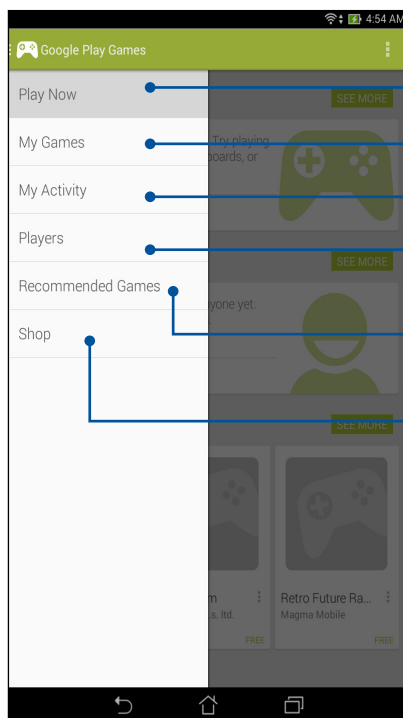 4:54 AM
Google Play Games
Play Now
SEE MORE
My Games
Try playing
boards, or
My Activity
Players
SEE MORE
Recommended Games
yone yet.
Shop
SEE MORE
m
Retro Future Ra...
s. ltd.
Magma Mobile
FREE
FREE